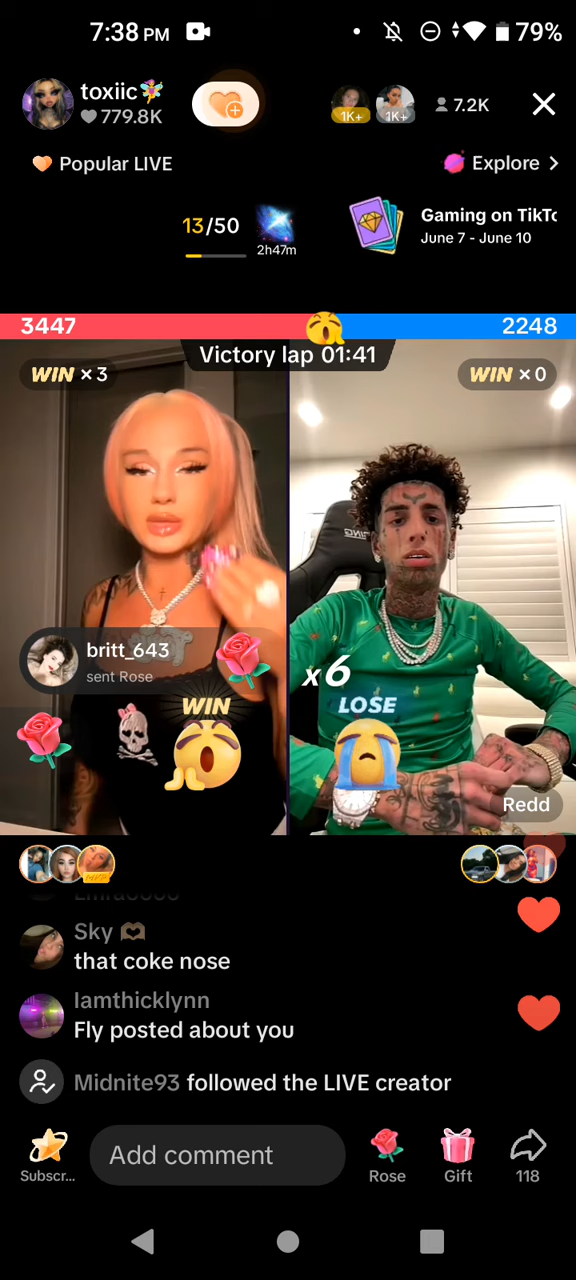 7:38 PM
79%
toxiic
779.8K
1K+
1K+
7.2K
Popular LIVE
Explore
13/50
2h47m
Gaming on TikTo
June 7 - June 10
3447
2248
Victory lap 01:41
WIN × 3
WIN × 0
britt_643
sent Rose
x6
WIN
LOSE
Redd
Sky
that coke nose
Iamthicklynn
Fly posted about you
Midnite93 followed the LIVE creator
Add comment
Subscr...
Rose
Gift
118